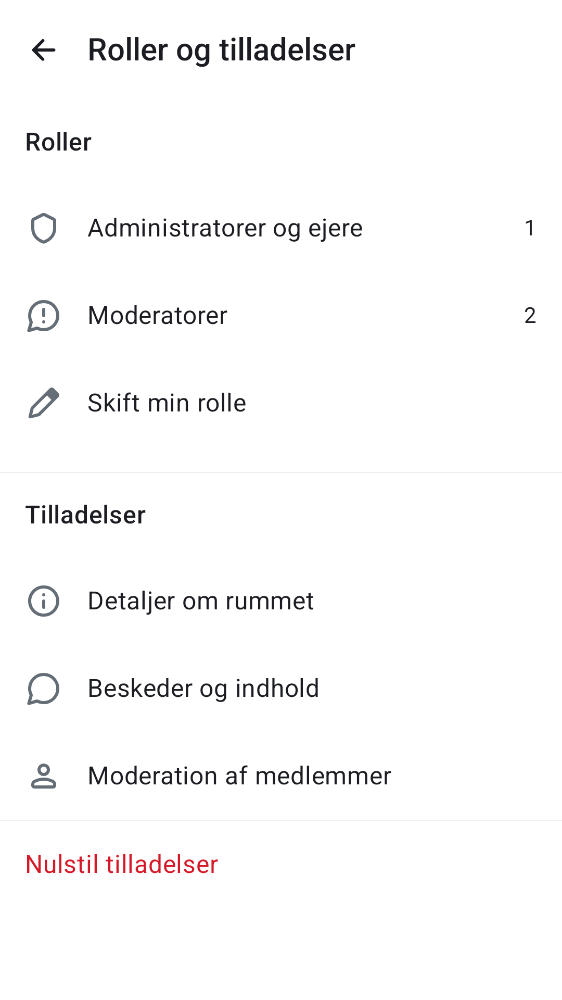 Roller og tilladelser
Roller
Administratorer og ejere 1
Moderatorer 2
Skift min rolle
Tilladelser
Detaljer om rummet
Beskeder og indhold
Moderation af medlemmer
Nulstil tilladelser